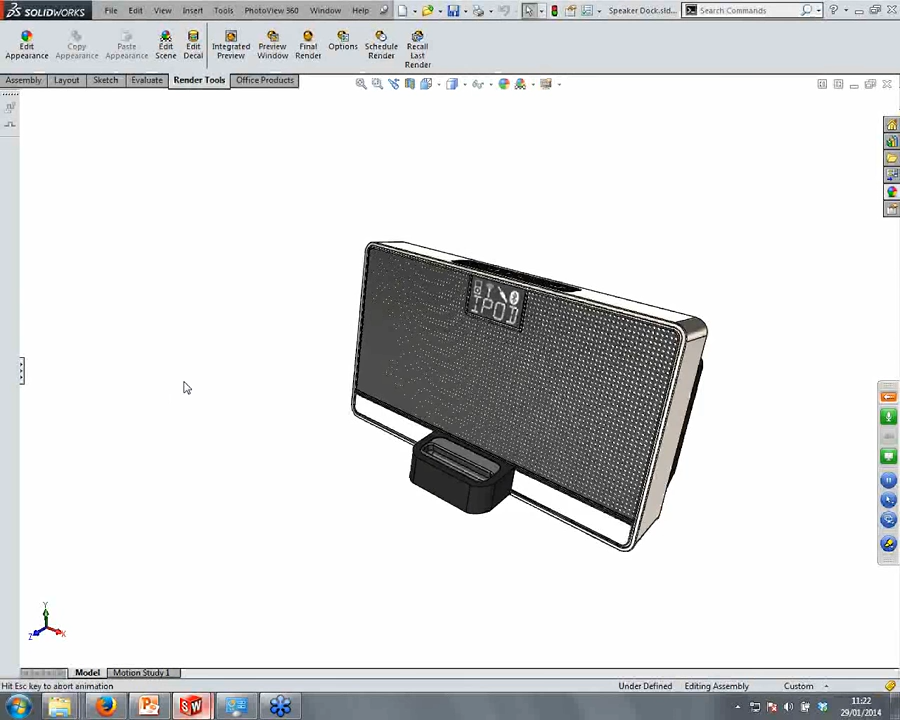 SOLIDWORKS File Edit View Insert Tools PhotoView 360 Window Help Speaker Dock.sld... Search Commands
Edit Appearance
Copy Appearance
Paste Appearance
Edit Scene
Edit Decal
Integrated Preview
Preview Window
Final Render
Options
Schedule Render
Recall Last Render
Assembly Layout Sketch Evaluate Render Tools Office Products
IPOD
Y
Z X
Model Motion Study 1
Hit Esc key to abort animation Under Defined Editing Assembly Custom
11:22
29/01/2014